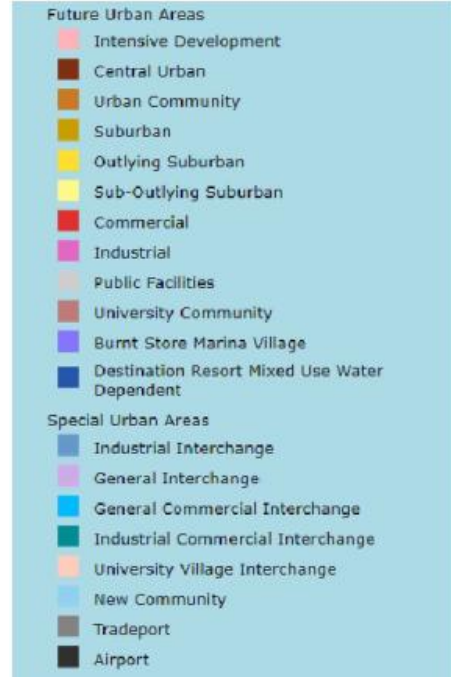 Future Urban Areas
Intensive Development
Central Urban
Urban Community
Suburban
Outlying Suburban
Sub-Outlying Suburban
Commercial
Industrial
Public Facilities
University Community
Burnt Store Marina Village
Destination Resort Mixed Use Water
Dependent
Special Urban Areas
Industrial Interchange
General Interchange
General Commercial Interchange
Industrial Commercial Interchange
University Village Interchange
New Community
Tradeport
Airport